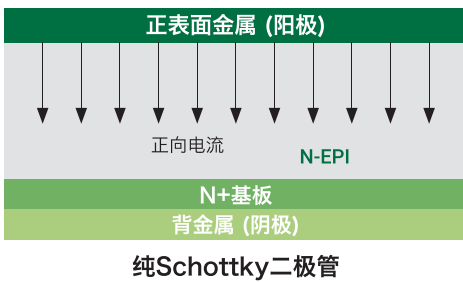 正表面金属 (阳极)
正向电流
N-EPI
N+基板
背金属 (阴极)
纯Schottky二极管